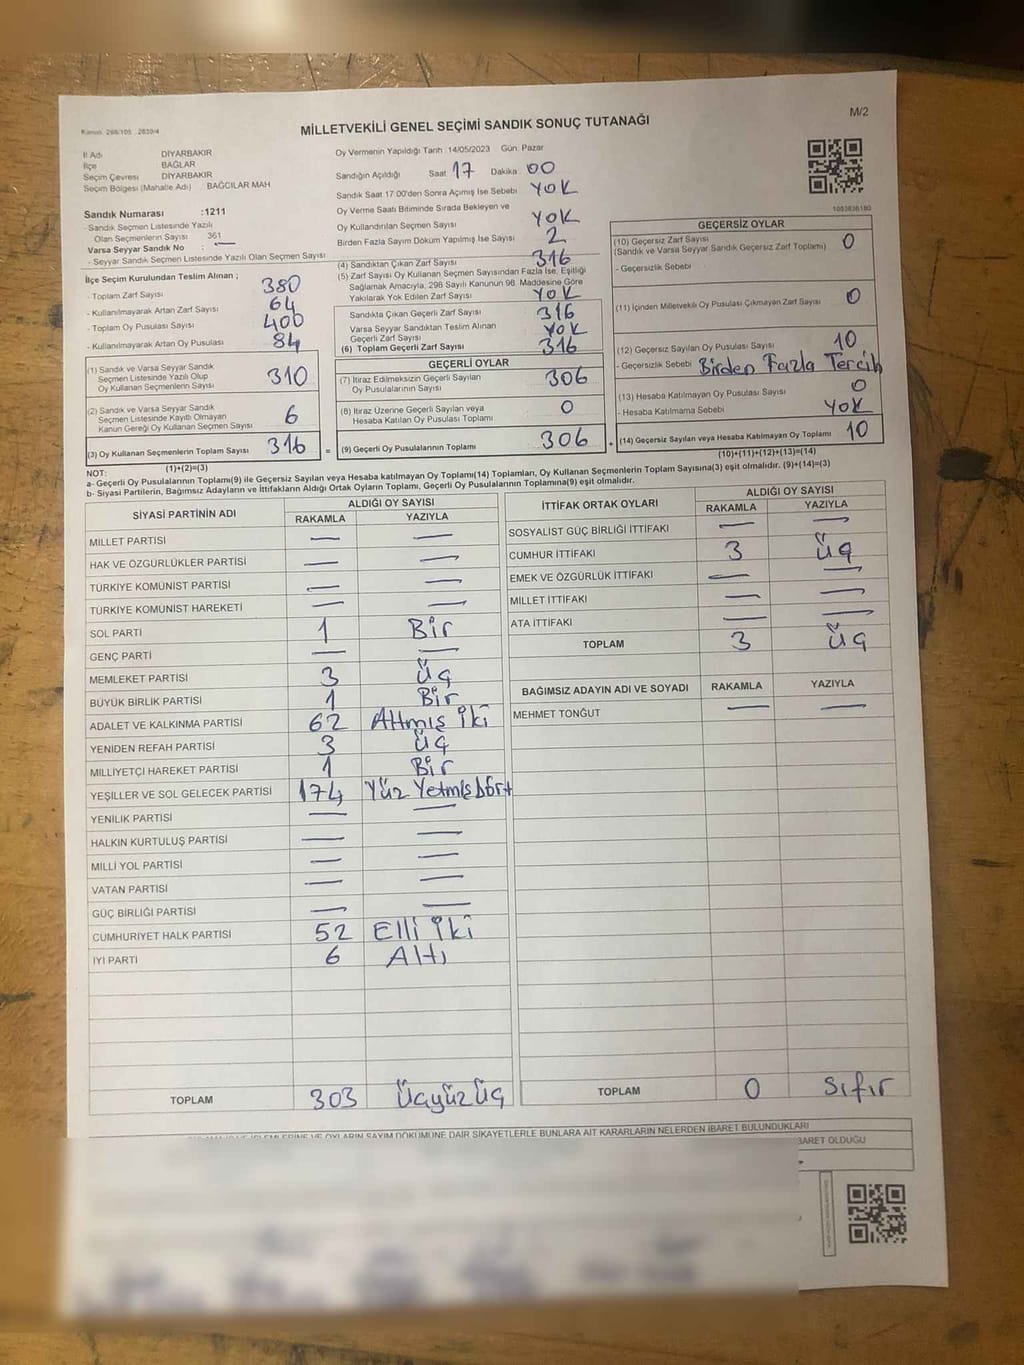 Kanun 298/105 2839/4
M/2
MİLLETVEKİLİ GENEL SEÇİMİ SANDIK SONUÇ TUTANAĞI
İl Adı DİYARBAKIR
İlçe BAĞLAR
Seçim Çevresi DİYARBAKIR
Seçim Bölgesi (Mahalle Adı) BAĞCILAR MAH
Sandık Numarası :1211
- Sandık Seçmen Listesinde Yazılı
Olan Seçmenlerin Sayısı 361
Varsa Seyyar Sandık No : —
- Seyyar Sandık Seçmen Listesinde Yazılı Olan Seçmen Sayısı
İlçe Seçim Kurulundan Teslim Alınan ;
- Toplam Zarf Sayısı 380
- Kullanılmayarak Artan Zarf Sayısı 64
- Toplam Oy Pusulası Sayısı 400
- Kullanılmayarak Artan Oy Pusulası 84
(1) Sandık ve Varsa Seyyar Sandık
Seçmen Listesinde Yazılı Olup
Oy Kullanan Seçmenlerin Sayısı 310
(2) Sandık ve Varsa Seyyar Sandık
Seçmen Listesinde Kayıtlı Olmayan
Kanun Gereği Oy Kullanan Seçmen Sayısı 6
(3) Oy Kullanan Seçmenlerin Toplam Sayısı 316 =
(1)+(2)=(3)
Oy Vermenin Yapıldığı Tarih 14/05/2023 Gün Pazar
Sandığın Açıldığı Saat 17 Dakika 00
Sandık Saat 17:00'den Sonra Açılmış İse Sebebi YOK
Oy Verme Saati Bitiminde Sırada Bekleyen ve
Oy Kullandırılan Seçmen Sayısı YOK
Birden Fazla Sayım Döküm Yapılmış İse Sayısı 2
(4) Sandıktan Çıkan Zarf Sayısı 316
(5) Zarf Sayısı Oy Kullanan Seçmen Sayısından Fazla İse, Eşitliği
Sağlamak Amacıyla, 298 Sayılı Kanunun 98. Maddesine Göre
Yakılarak Yok Edilen Zarf Sayısı YOK
Sandıkta Çıkan Geçerli Zarf Sayısı 316
Varsa Seyyar Sandıktan Teslim Alınan
Geçerli Zarf Sayısı YOK
(6) Toplam Geçerli Zarf Sayısı 316
GEÇERLİ OYLAR
(7) İtiraz Edilmeksizin Geçerli Sayılan
Oy Pusulalarının Sayısı 306
(8) İtiraz Üzerine Geçerli Sayılan veya
Hesaba Katılan Oy Pusulası Toplamı 0
(9) Geçerli Oy Pusulalarının Toplamı 306 +
1003836180
GEÇERSİZ OYLAR
(10) Geçersiz Zarf Sayısı
(Sandık ve Varsa Seyyar Sandık Geçersiz Zarf Toplamı) 0
- Geçersizlik Sebebi
(11) İçinden Milletvekili Oy Pusulası Çıkmayan Zarf Sayısı 0
(12) Geçersiz Sayılan Oy Pusulası Sayısı 10
- Geçersizlik Sebebi Birden Fazla Tercih
(13) Hesaba Katılmayan Oy Pusulası Sayısı 0
- Hesaba Katılmama Sebebi YOK
(14) Geçersiz Sayılan veya Hesaba Katılmayan Oy Toplamı 10
(10)+(11)+(12)+(13)=(14)
NOT:
a- Geçerli Oy Pusulalarının Toplamı(9) ile Geçersiz Sayılan veya Hesaba katılmayan Oy Toplamı(14) Toplamları, Oy Kullanan Seçmenlerin Toplam Sayısına(3) eşit olmalıdır. (9)+(14)=(3)
b- Siyasi Partilerin, Bağımsız Adayların ve İttifakların Aldığı Ortak Oyların Toplamı, Geçerli Oy Pusulalarının Toplamına(9) eşit olmalıdır.
SİYASİ PARTİNİN ADI ALDIĞI OY SAYISI
RAKAMLA YAZIYLA
MİLLET PARTİSI — —
HAK VE ÖZGÜRLÜKLER PARTİSİ — —
TÜRKİYE KOMÜNİST PARTİSİ — —
TÜRKİYE KOMÜNİST HAREKETİ — —
SOL PARTİ 1 Bir
GENÇ PARTİ — —
MEMLEKET PARTİSİ 3 Üç
BÜYÜK BİRLİK PARTİSİ 1 Bir
ADALET VE KALKINMA PARTİSİ 62 Altmış İki
YENİDEN REFAH PARTİSİ 3 Üç
MİLLİYETÇİ HAREKET PARTİSİ 1 Bir
YEŞİLLER VE SOL GELECEK PARTİSİ 174 Yüz Yetmiş Dört
YENİLİK PARTİSİ — —
HALKIN KURTULUŞ PARTİSİ — —
MİLLİ YOL PARTİSİ — —
VATAN PARTİSİ — —
GÜÇ BİRLİĞİ PARTİSİ — —
CUMHURİYET HALK PARTİSİ 52 Elli İki
İYİ PARTİ 6 Altı
TOPLAM 303 Üçyüz Üç
İTTİFAK ORTAK OYLARI ALDIĞI OY SAYISI
RAKAMLA YAZIYLA
SOSYALİST GÜÇ BİRLİĞİ İTTİFAKI — —
CUMHUR İTTİFAKI 3 Üç
EMEK VE ÖZGÜRLÜK İTTİFAKI — —
MİLLET İTTİFAKI — —
ATA İTTİFAKI — —
TOPLAM 3 Üç
BAĞIMSIZ ADAYIN ADI VE SOYADI RAKAMLA YAZIYLA
MEHMET TONĞUT — —
TOPLAM 0 Sıfır
OYLARIN SAYIM DÖKÜMÜNE DAİR ŞİKAYETLERLE BUNLARA AİT KARARLARIN NELERDEN İBARET BULUNDUKLARI
BARET OLDUĞU